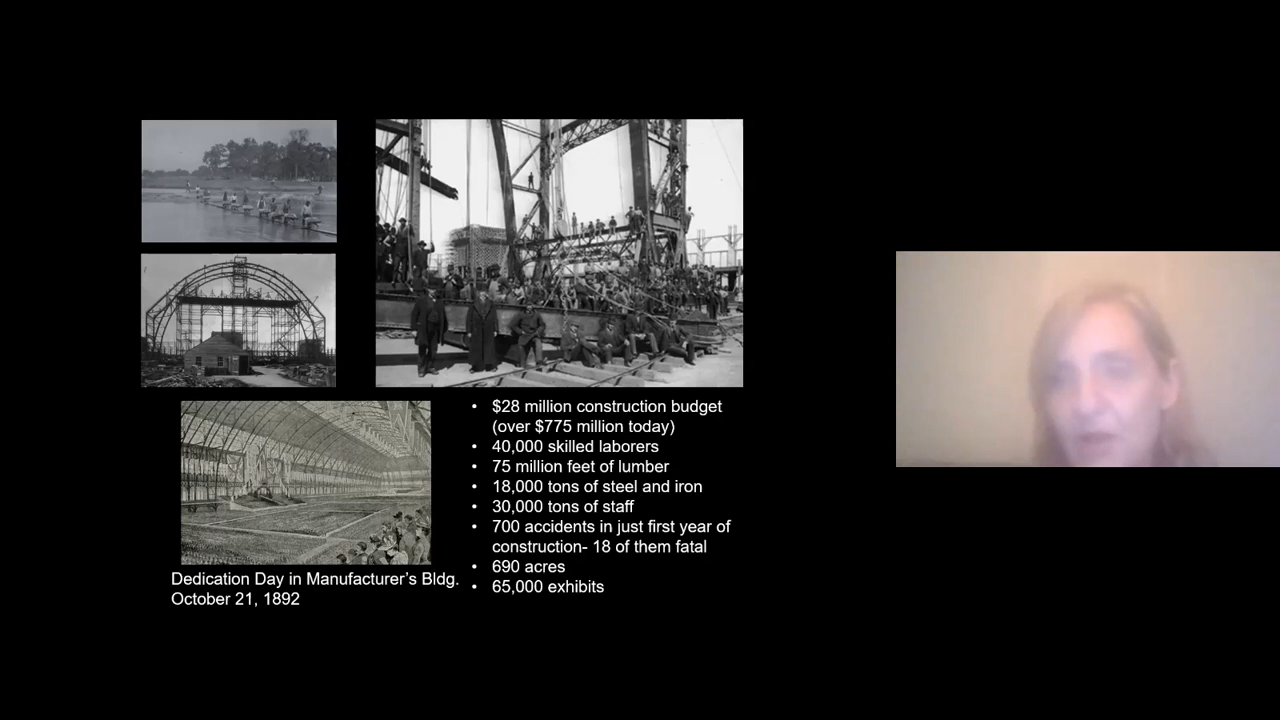 Dedication Day in Manufacturer's Bldg.
October 21, 1892
• $28 million construction budget
(over $775 million today)
• 40,000 skilled laborers
• 75 million feet of lumber
• 18,000 tons of steel and iron
• 30,000 tons of staff
• 700 accidents in just first year of
construction- 18 of them fatal
• 690 acres
• 65,000 exhibits